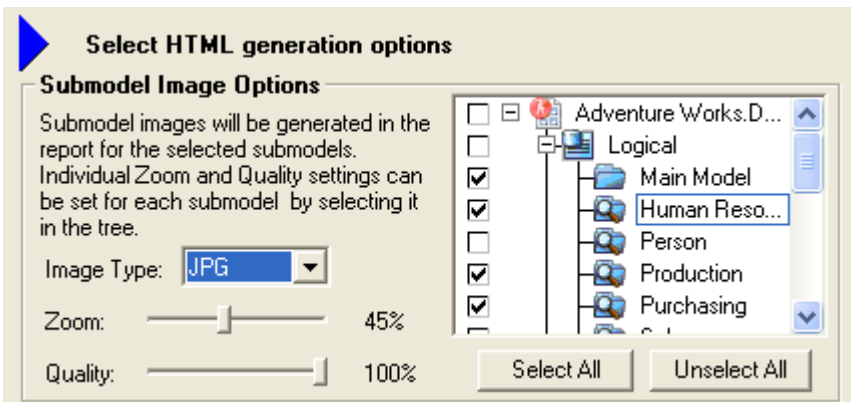 Select HTML generation options
Submodel Image Options
Submodel images will be generated in the
report for the selected submodels.
Individual Zoom and Quality settings can
be set for each submodel by selecting it
in the tree.
Image Type: JPG
Zoom: 45%
Quality: 100%
Adventure Works.D...
Logical
Main Model
Human Reso...
Person
Production
Purchasing
Select All
Unselect All